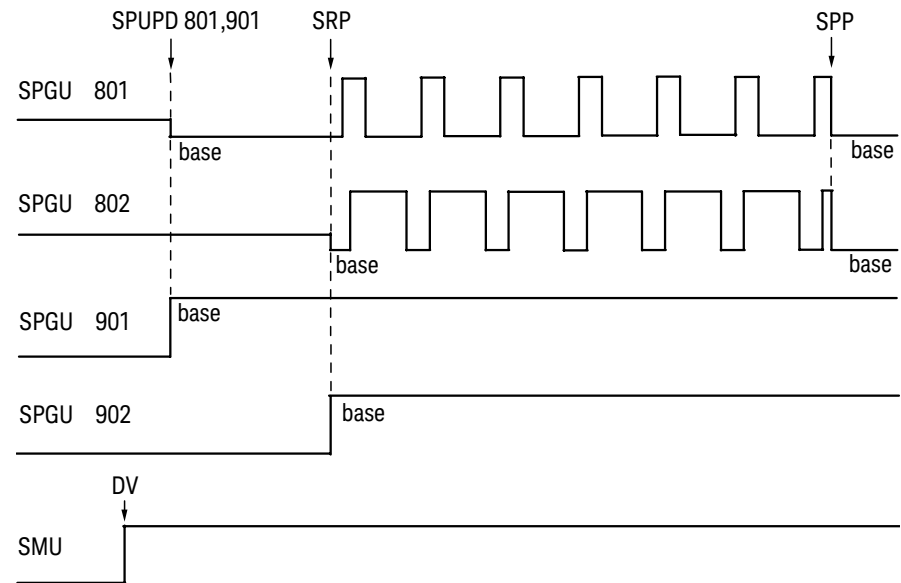 SPUPD 801,901 SRP SPP
SPGU 801
base base
SPGU 802
base base
SPGU 901 base
SPGU 902 base
DV
SMU